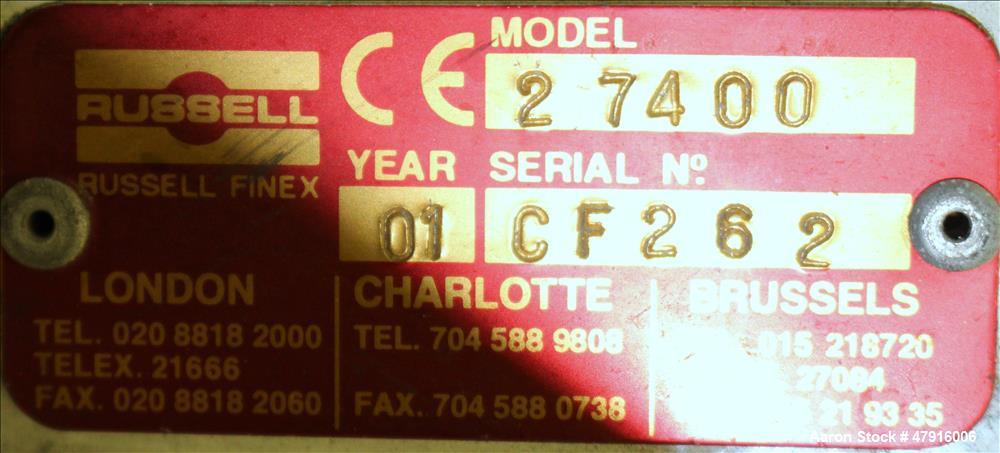 RUSSELL
RUSSELL FINEX
CE
MODEL
27400
YEAR SERIAL Nº.
01 CF262
LONDON
TEL. 020 8818 2000
TELEX. 21666
FAX. 020 8818 2060
CHARLOTTE
TEL. 704 588 9808
FAX. 704 588 0738
BRUSSELS
015 218720
27084
21 93 35
Aaron Stock # 47916006